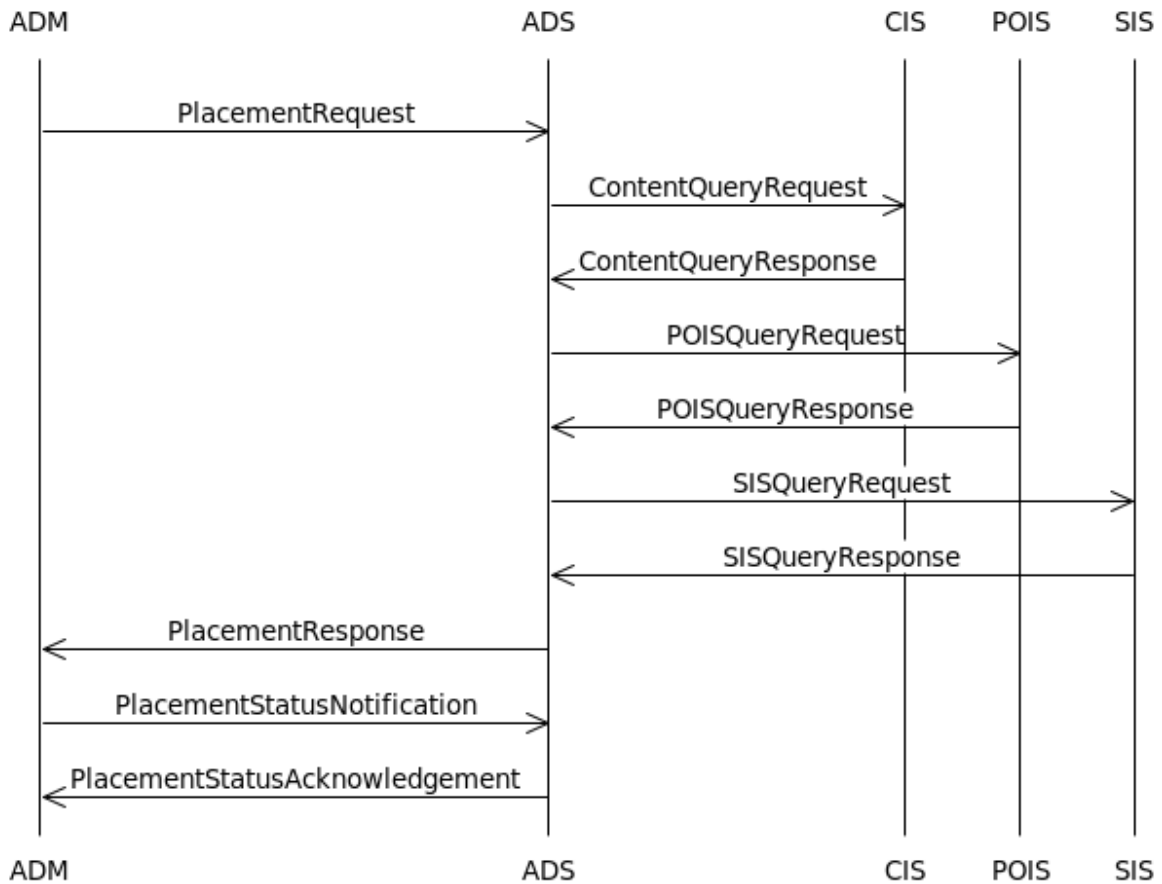 ADM ADS CIS POIS SIS
PlacementRequest
ContentQueryRequest
ContentQueryResponse
POISQueryRequest
POISQueryResponse
SISQueryRequest
SISQueryResponse
PlacementResponse
PlacementStatusNotification
PlacementStatusAcknowledgement
ADM ADS CIS POIS SIS